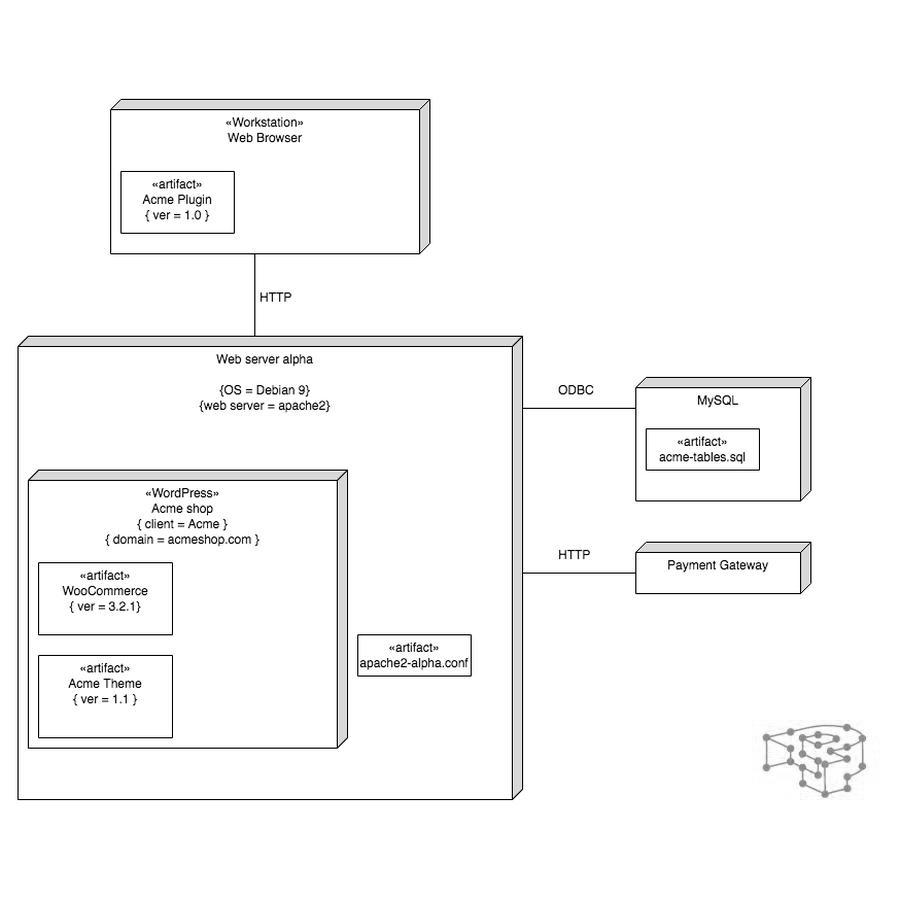 «Workstation»
Web Browser
«artifact»
Acme Plugin
{ ver = 1.0 }
HTTP
Web server alpha
{OS = Debian 9}
{web server = apache2}
ODBC
MySQL
«artifact»
acme-tables.sql
«WordPress»
Acme shop
{ client = Acme }
{ domain = acmeshop.com }
«artifact»
WooCommerce
{ ver = 3.2.1}
HTTP
Payment Gateway
«artifact»
apache2-alpha.conf
«artifact»
Acme Theme
{ ver = 1.1 }